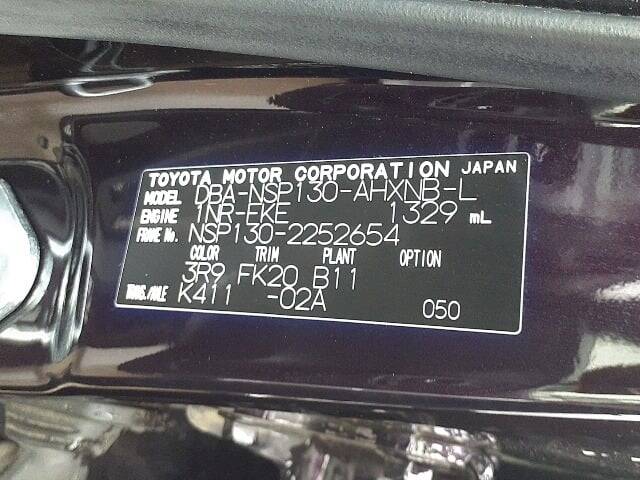 TOYOTA MOTOR CORPORATION JAPAN
MODEL DBA-NSP130-AHXNB-L
ENGINE 1NR-FKE 1329 mL
FRAME No. NSP130-2252654
COLOR TRIM PLANT OPTION
3R9 FK20 B11
TRANS./AXLE K411 -02A 050